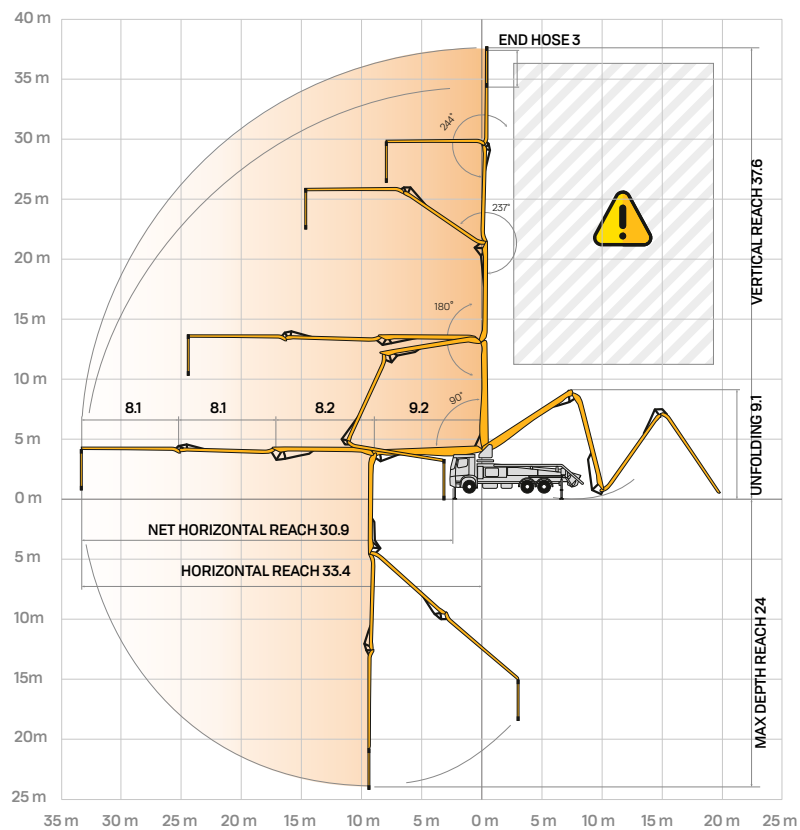 40 m
END HOSE 3
35 m
244°
30 m
25 m
237°
VERTICAL REACH 37.6
20 m
15 m
180°
10 m
8.1
8.1
8.2
9.2
90°
UNFOLDING 9.1
5 m
0 m
NET HORIZONTAL REACH 30.9
5 m
HORIZONTAL REACH 33.4
10 m
MAX DEPTH REACH 24
15 m
20 m
25 m
35 m
30 m
25 m
20 m
15 m
10 m
5 m
0 m
5 m
10 m
15 m
20 m
25 m